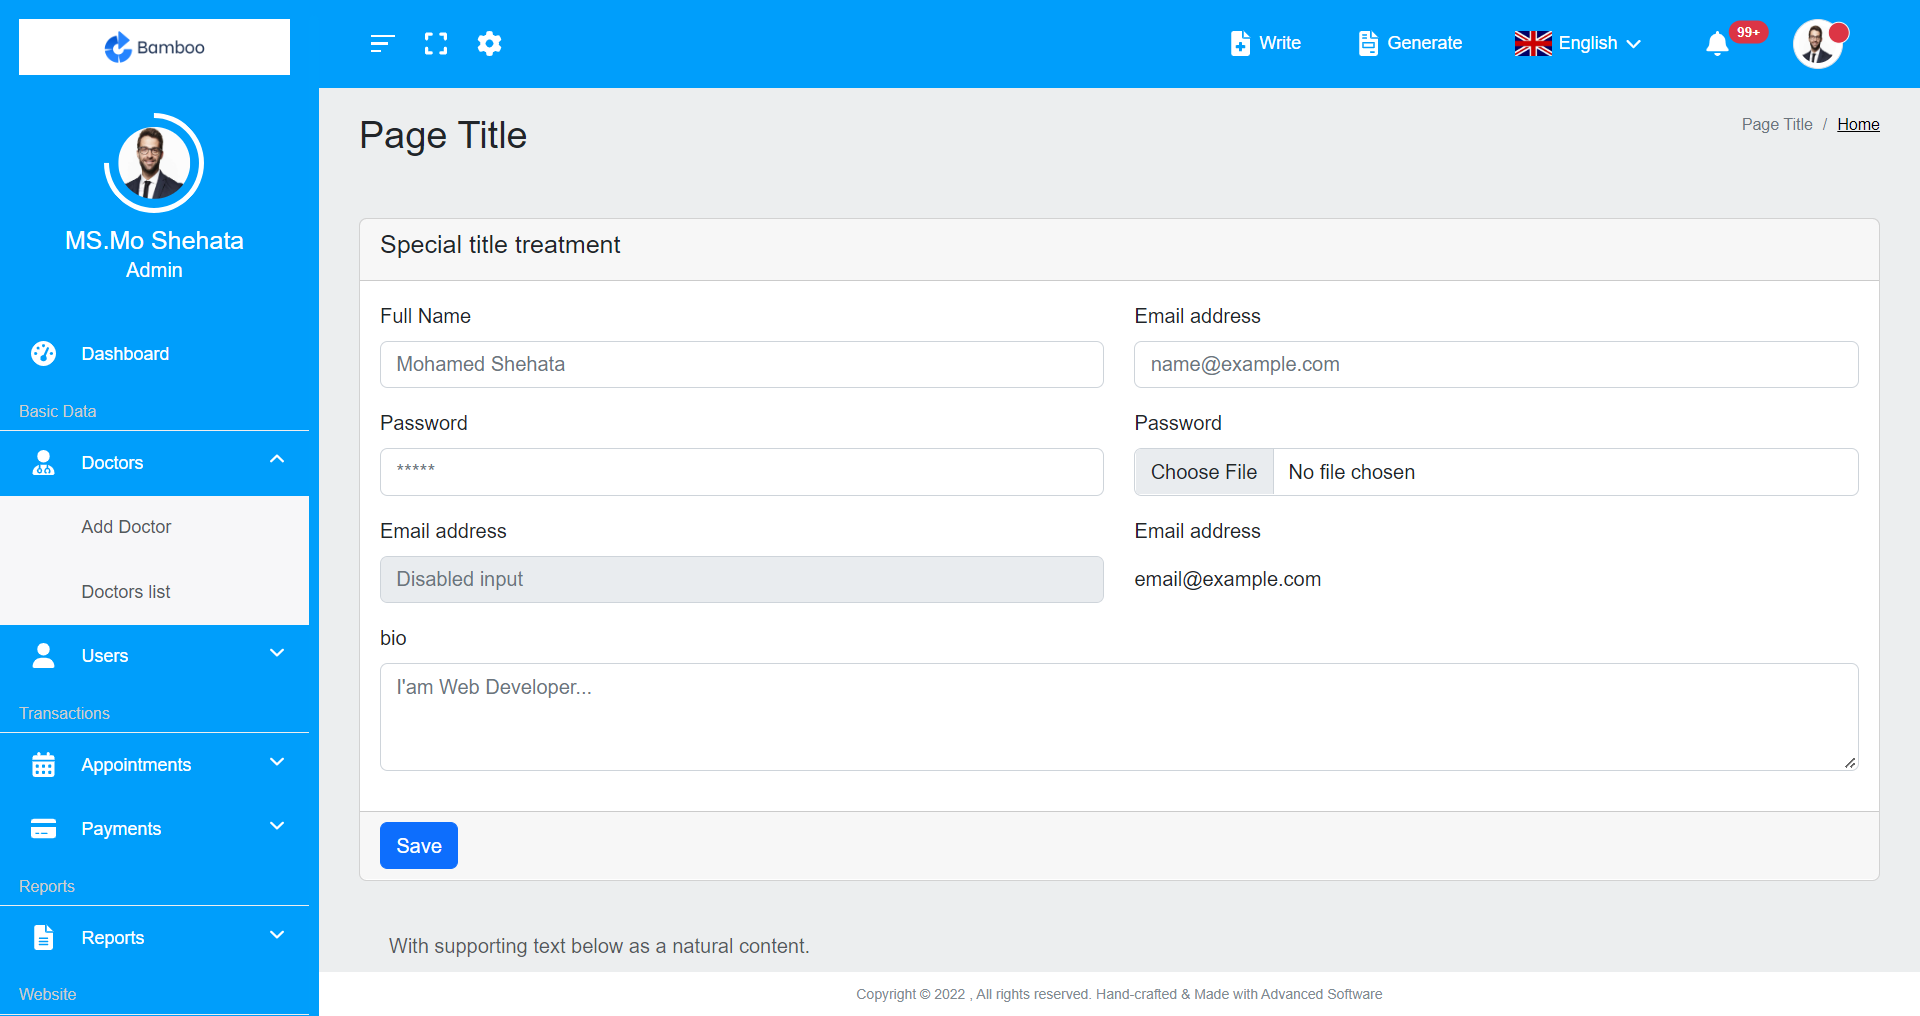 Bamboo
Write
Generate
English
99+
MS.Mo Shehata
Admin
Dashboard
Basic Data
Doctors
Add Doctor
Doctors list
Users
Transactions
Appointments
Payments
Reports
Reports
Website
Page Title
Page Title / Home
Special title treatment
Full Name
Mohamed Shehata
Email address
name@example.com
Password
*****
Password
Choose File No file chosen
Email address
Disabled input
Email address
email@example.com
bio
I'am Web Developer...
Save
With supporting text below as a natural content.
Copyright © 2022 , All rights reserved. Hand-crafted & Made with Advanced Software